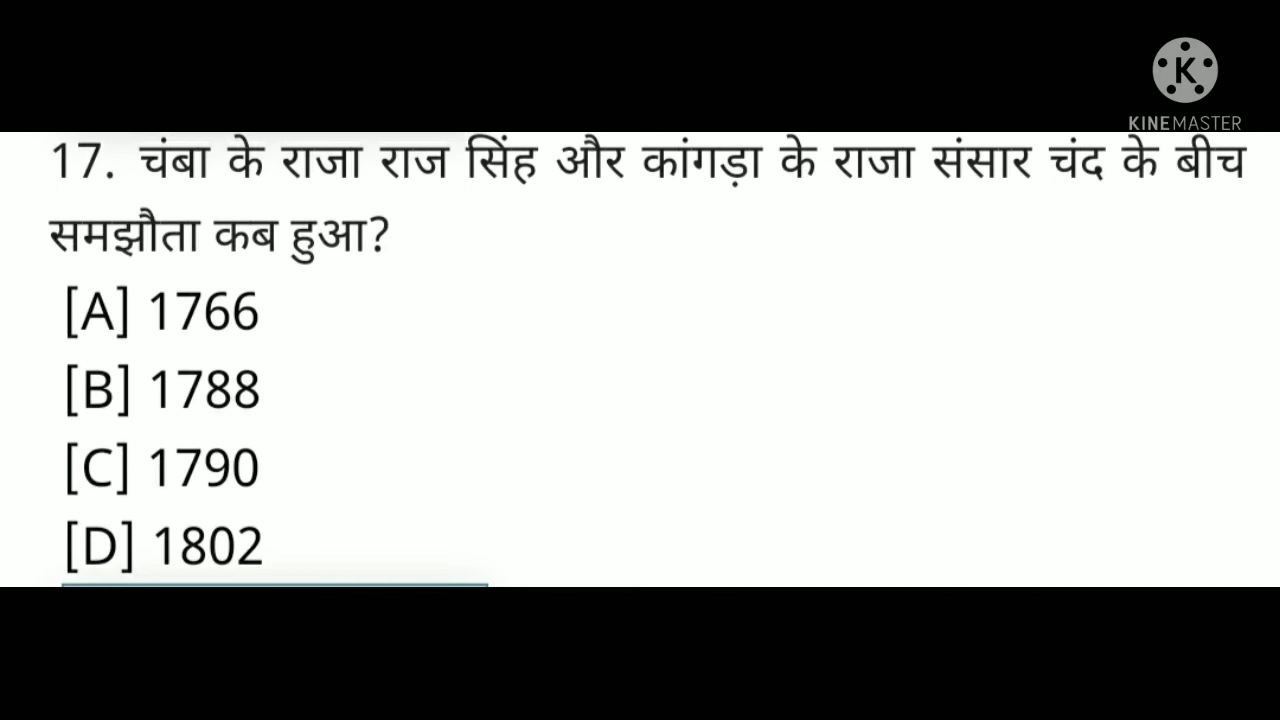 K
KINEMASTER
17. चंबा के राजा राज सिंह और कांगड़ा के राजा संसार चंद के बीच
समझौता कब हुआ?
[A] 1766
[B] 1788
[C] 1790
[D] 1802